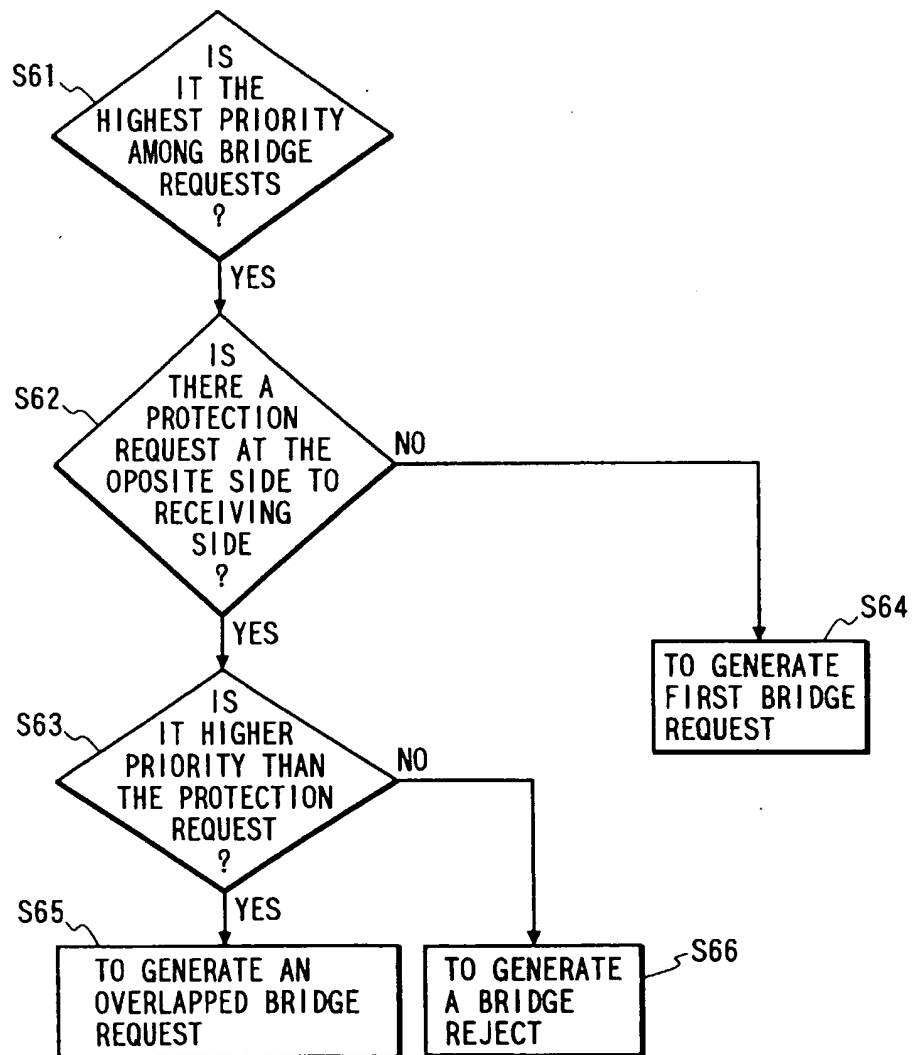 S61
IS
IT THE
HIGHEST PRIORITY
AMONG BRIDGE
REQUESTS
?
YES
S62
IS
THERE A
PROTECTION
REQUEST AT THE
OPOSITE SIDE TO
RECEIVING
SIDE
?
NO
YES
S64
TO GENERATE
FIRST BRIDGE
REQUEST
S63
IS
IT HIGHER
PRIORITY THAN
THE PROTECTION
REQUEST
?
NO
YES
S65
TO GENERATE AN
OVERLAPPED BRIDGE
REQUEST
S66
TO GENERATE
A BRIDGE
REJECT